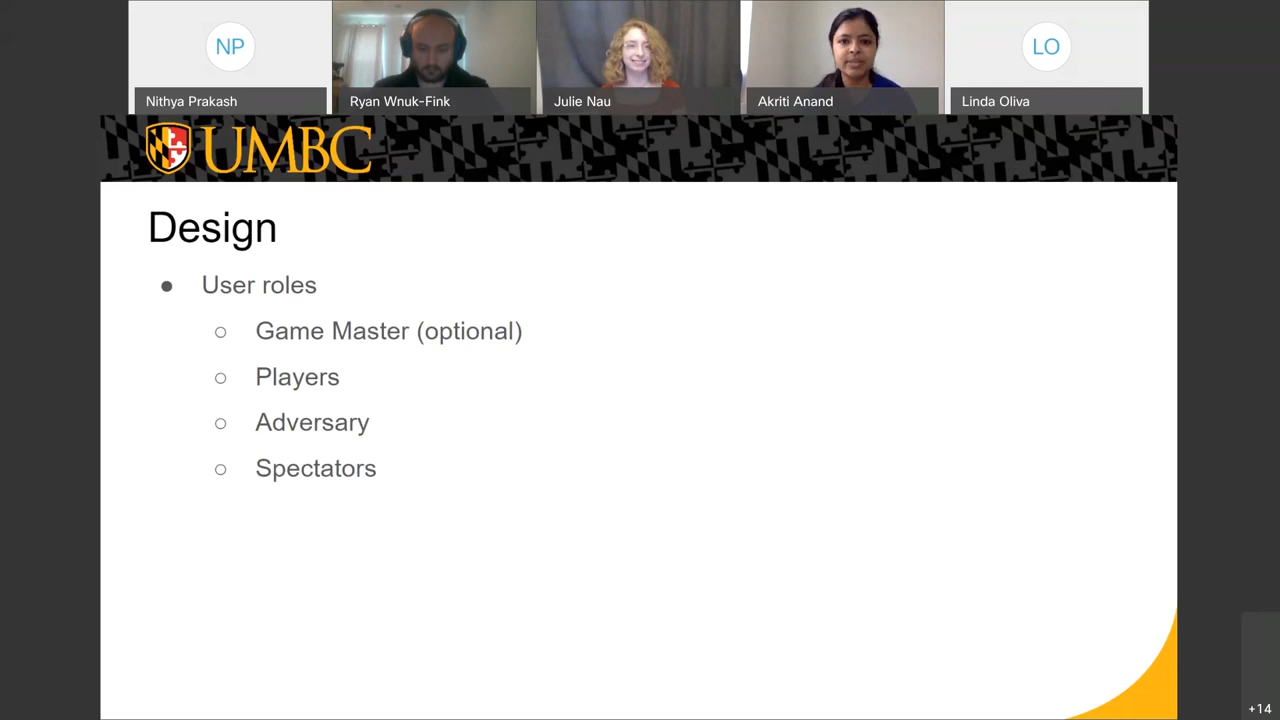 NP
LO
Nithya Prakash
Ryan Wnuk-Fink
Julie Nau
Akriti Anand
Linda Oliva
UMBC
Design
● User roles
○ Game Master (optional)
○ Players
○ Adversary
○ Spectators
+14